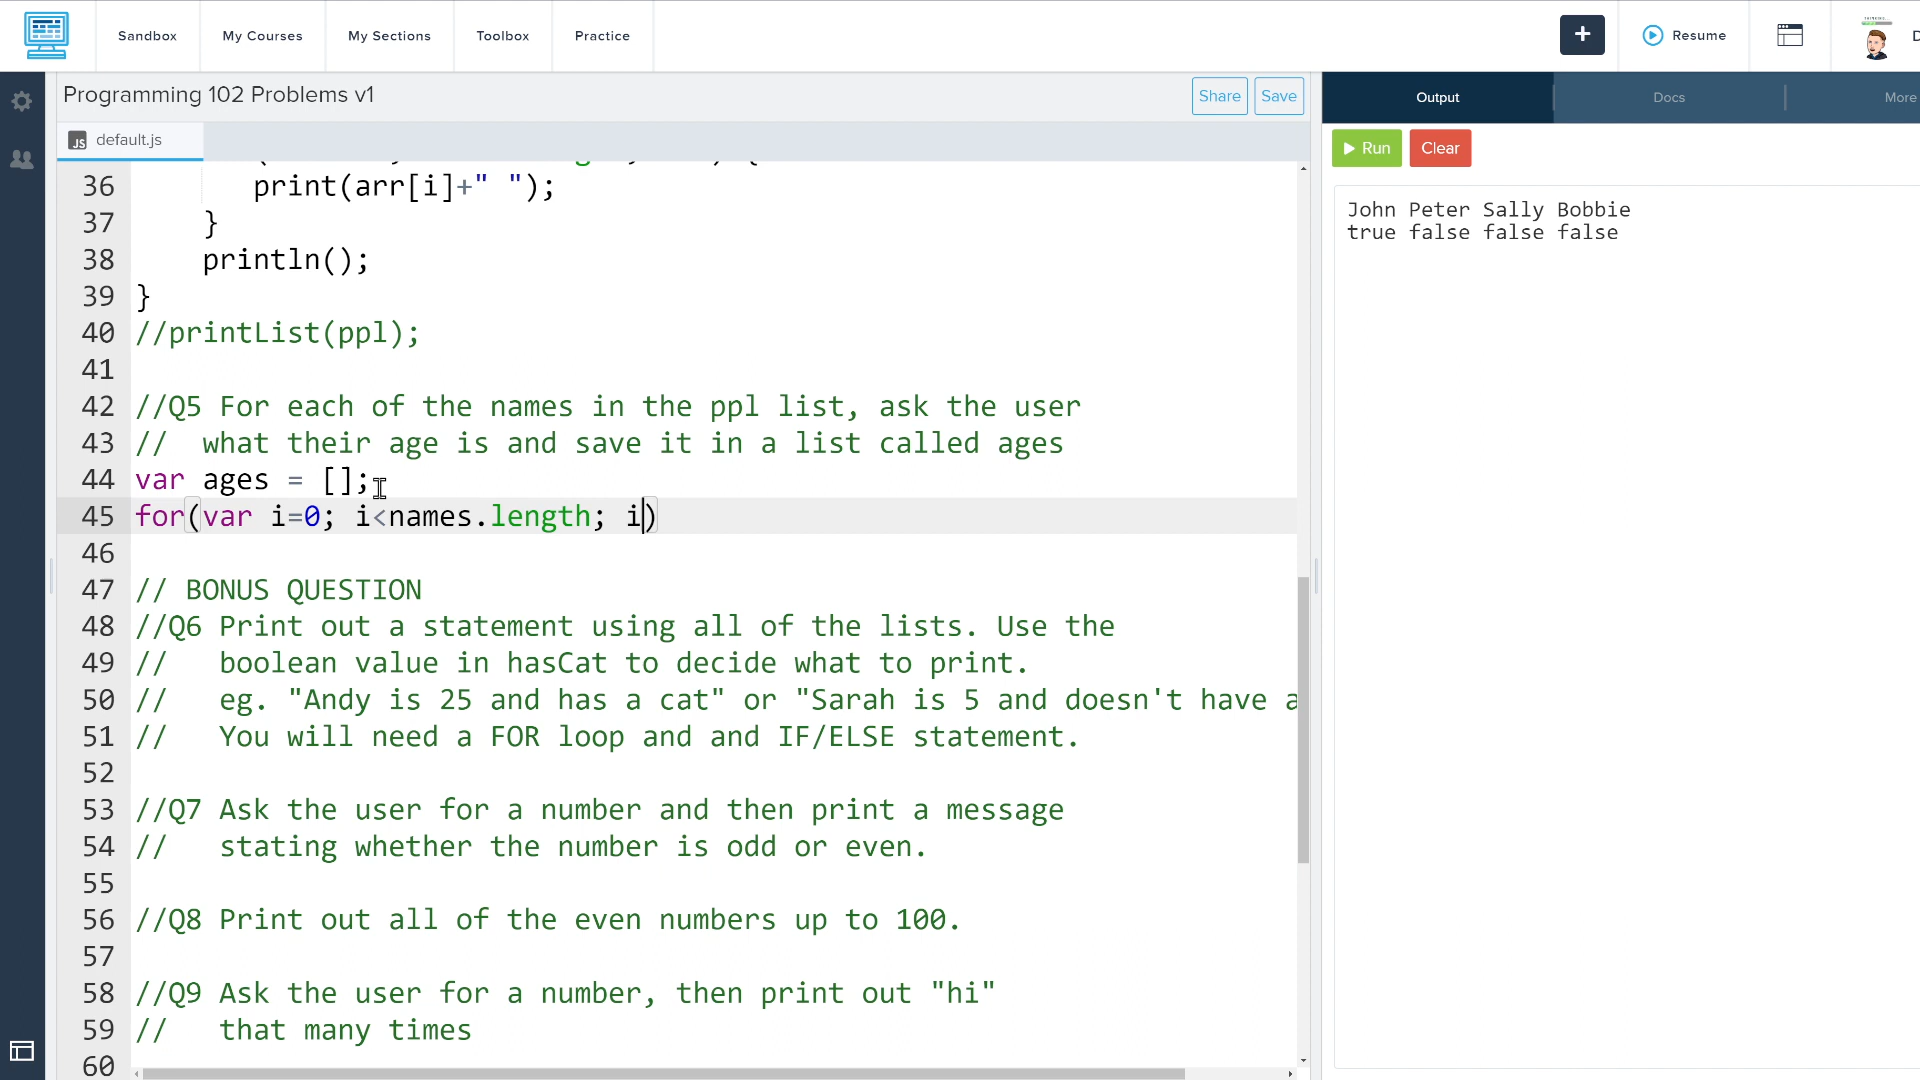 Sandbox
My Courses
My Sections
Toolbox
Practice
+
Resume
Programming 102 Problems v1
Share
Save
JS default.js
36 print(arr[i]+" ");
37 }
38 println();
39 }
40 //printList(ppl);
41
42 //Q5 For each of the names in the ppl list, ask the user
43 // what their age is and save it in a list called ages
44 var ages = [];
45 for(var i=0; i<names.length; i)
46
47 // BONUS QUESTION
48 //Q6 Print out a statement using all of the lists. Use the
49 // boolean value in hasCat to decide what to print.
50 // eg. "Andy is 25 and has a cat" or "Sarah is 5 and doesn't have a
51 // You will need a FOR loop and and IF/ELSE statement.
52
53 //Q7 Ask the user for a number and then print a message
54 // stating whether the number is odd or even.
55
56 //Q8 Print out all of the even numbers up to 100.
57
58 //Q9 Ask the user for a number, then print out "hi"
59 // that many times
60
Output
Docs
More
Run
Clear
John Peter Sally Bobbie
true false false false